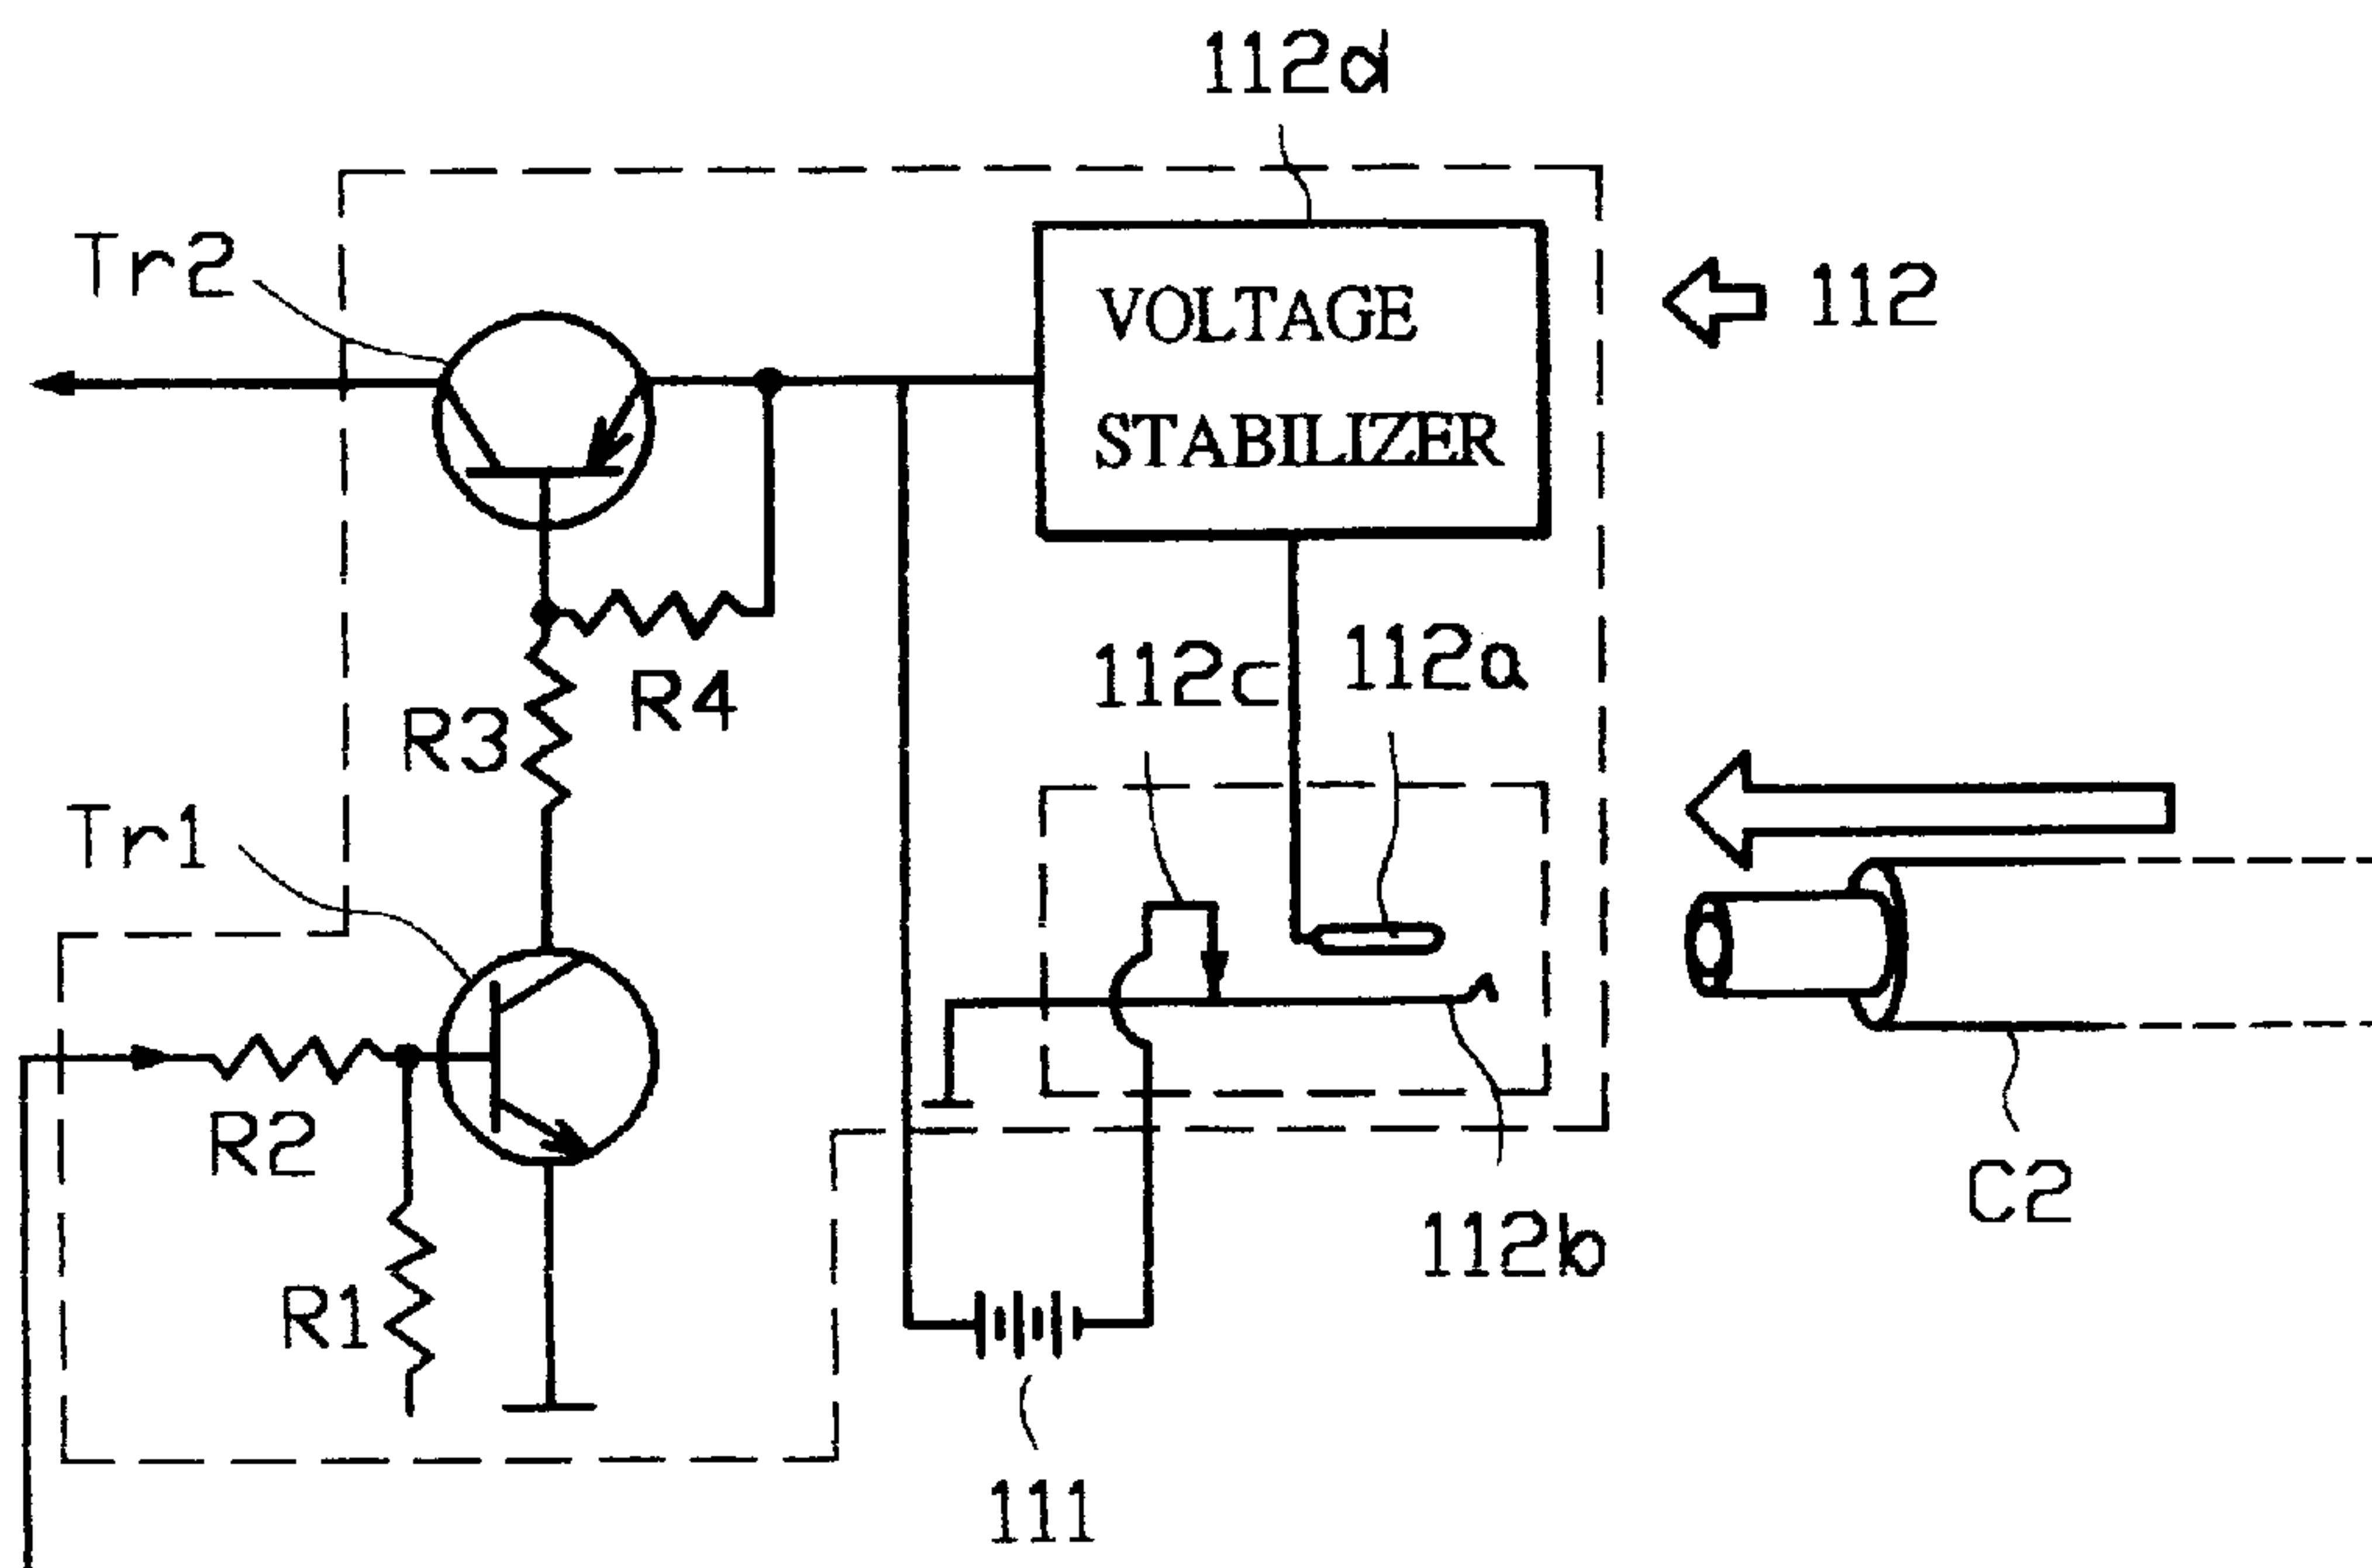 112d
Tr2
VOLTAGE
STABILIZER
112
112c
112a
R4
R3
Tr1
R2
C2
112b
R1
111